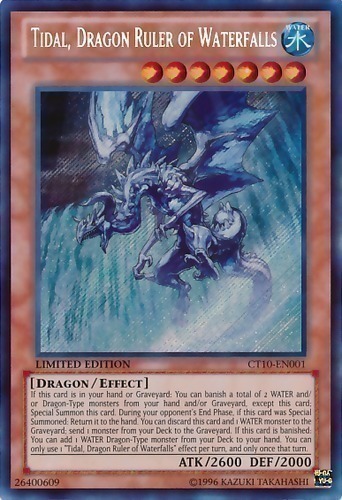 TIDAL, DRAGON RULER OF WATERFALLS
WATER
水
LIMITED EDITION
CT10-EN001
[DRAGON/EFFECT]
If this card is in your hand or Graveyard: You can banish a total of 2 WATER and/
or Dragon-Type monsters from your hand and/or Graveyard, except this card;
Special Summon this card. During your opponent's End Phase, if this card was Special
Summoned: Return it to the hand. You can discard this card and 1 WATER monster to the
Graveyard; send 1 monster from your Deck to the Graveyard. If this card is banished:
You can add 1 WATER Dragon-Type monster from your Deck to your hand. You can
only use 1 "Tidal, Dragon Ruler of Waterfalls" effect per turn, and only once that turn.
ATK/2600 DEF/2000
26400609
©1996 KAZUKI TAKAHASHI